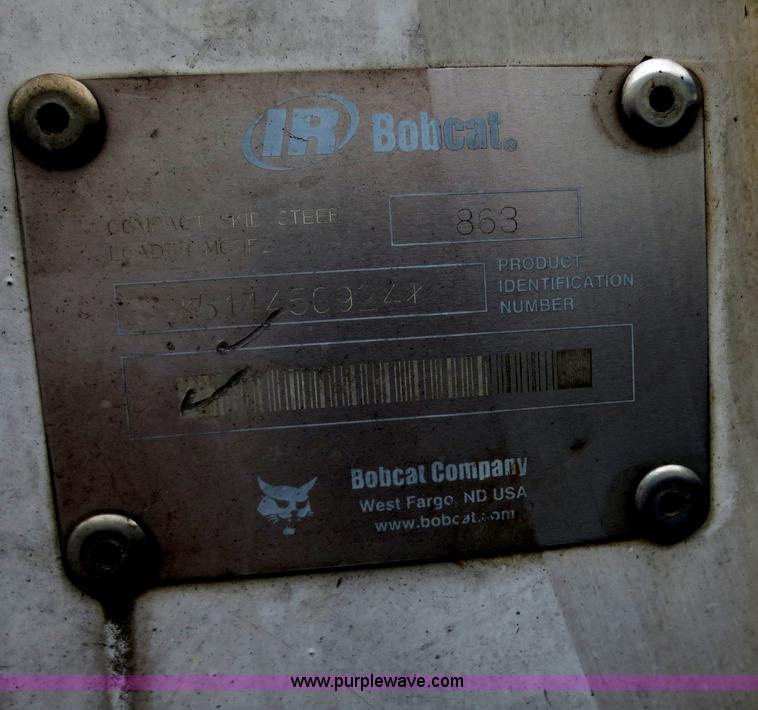 IR Bobcat®
COMPACT SKID STEER
LOADER MODEL
863
*514450924*
PRODUCT
IDENTIFICATION
NUMBER
Bobcat Company
West Fargo, ND USA
www.bobcat.com
www.purplewave.com